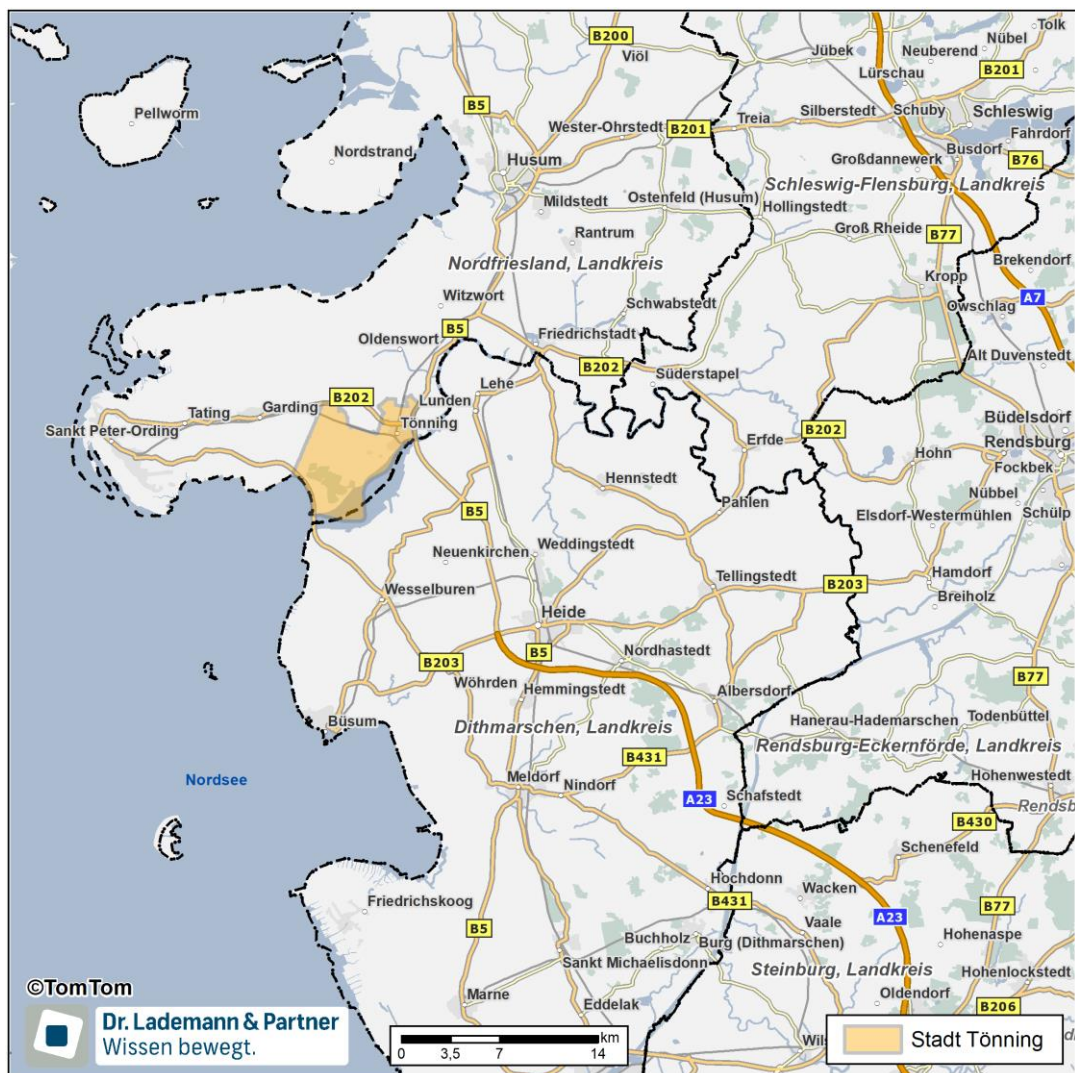 B200
Viöl
Jübek
Neuberend
Nübel
Tolk
Lürschau
B201
B5
Pellworm
Wester-Ohrstedt
B201
Treia
Silberstedt
Schuby
Schleswig
Fahrdorf
Nordstrand
Husum
Großdannewerk
Busdorf
B76
Schleswig-Flensburg, Landkreis
Mildstedt
Ostenfeld (Husum)
Hollingstedt
Rantrum
Groß Rheide
B77
Nordfriesland, Landkreis
Brekendorf
Kropp
Witzwort
Schwabstedt
Owschlag
A7
B5
Friedrichstadt
Oldenswort
Alt Duvenstedt
B202
Süderstapel
Lehe
B202
Garding
Lunden
Tating
Tönning
Sankt Peter-Ording
Büdelsdorf
B202
Erfde
Rendsburg
Hohn
Fockbek
Hennstedt
Nübbel
Pahlen
B5
Elsdorf-Westermühlen
Schülp
Neuenkirchen
Weddingstedt
Wesselburen
Tellingstedt
B203
Hamdorf
Breiholz
Heide
B5
B203
Nordhastedt
Wöhrden
Hemmingstedt
Albersdorf
B77
Büsum
Dithmarschen, Landkreis
Hanerau-Hademarschen
Todenbüttel
Rendsburg-Eckernförde, Landkreis
B431
Nordsee
Meldorf
Nindorf
A23
Schafstedt
Hohenwestedt
Rendsb
B430
Schenefeld
Hochdonn
Wacken
Friedrichskoog
B431
B77
A23
B5
Vaale
Buchholz
Burg (Dithmarschen)
Hohenaspe
Sankt Michaelisdonn
Steinburg, Landkreis
Hohenlockstedt
©TomTom
Marne
Eddelak
Oldendorf
B206
Dr. Lademann & Partner
Wissen bewegt.
km
0 3,5 7 14
Wils
Stadt Tönning